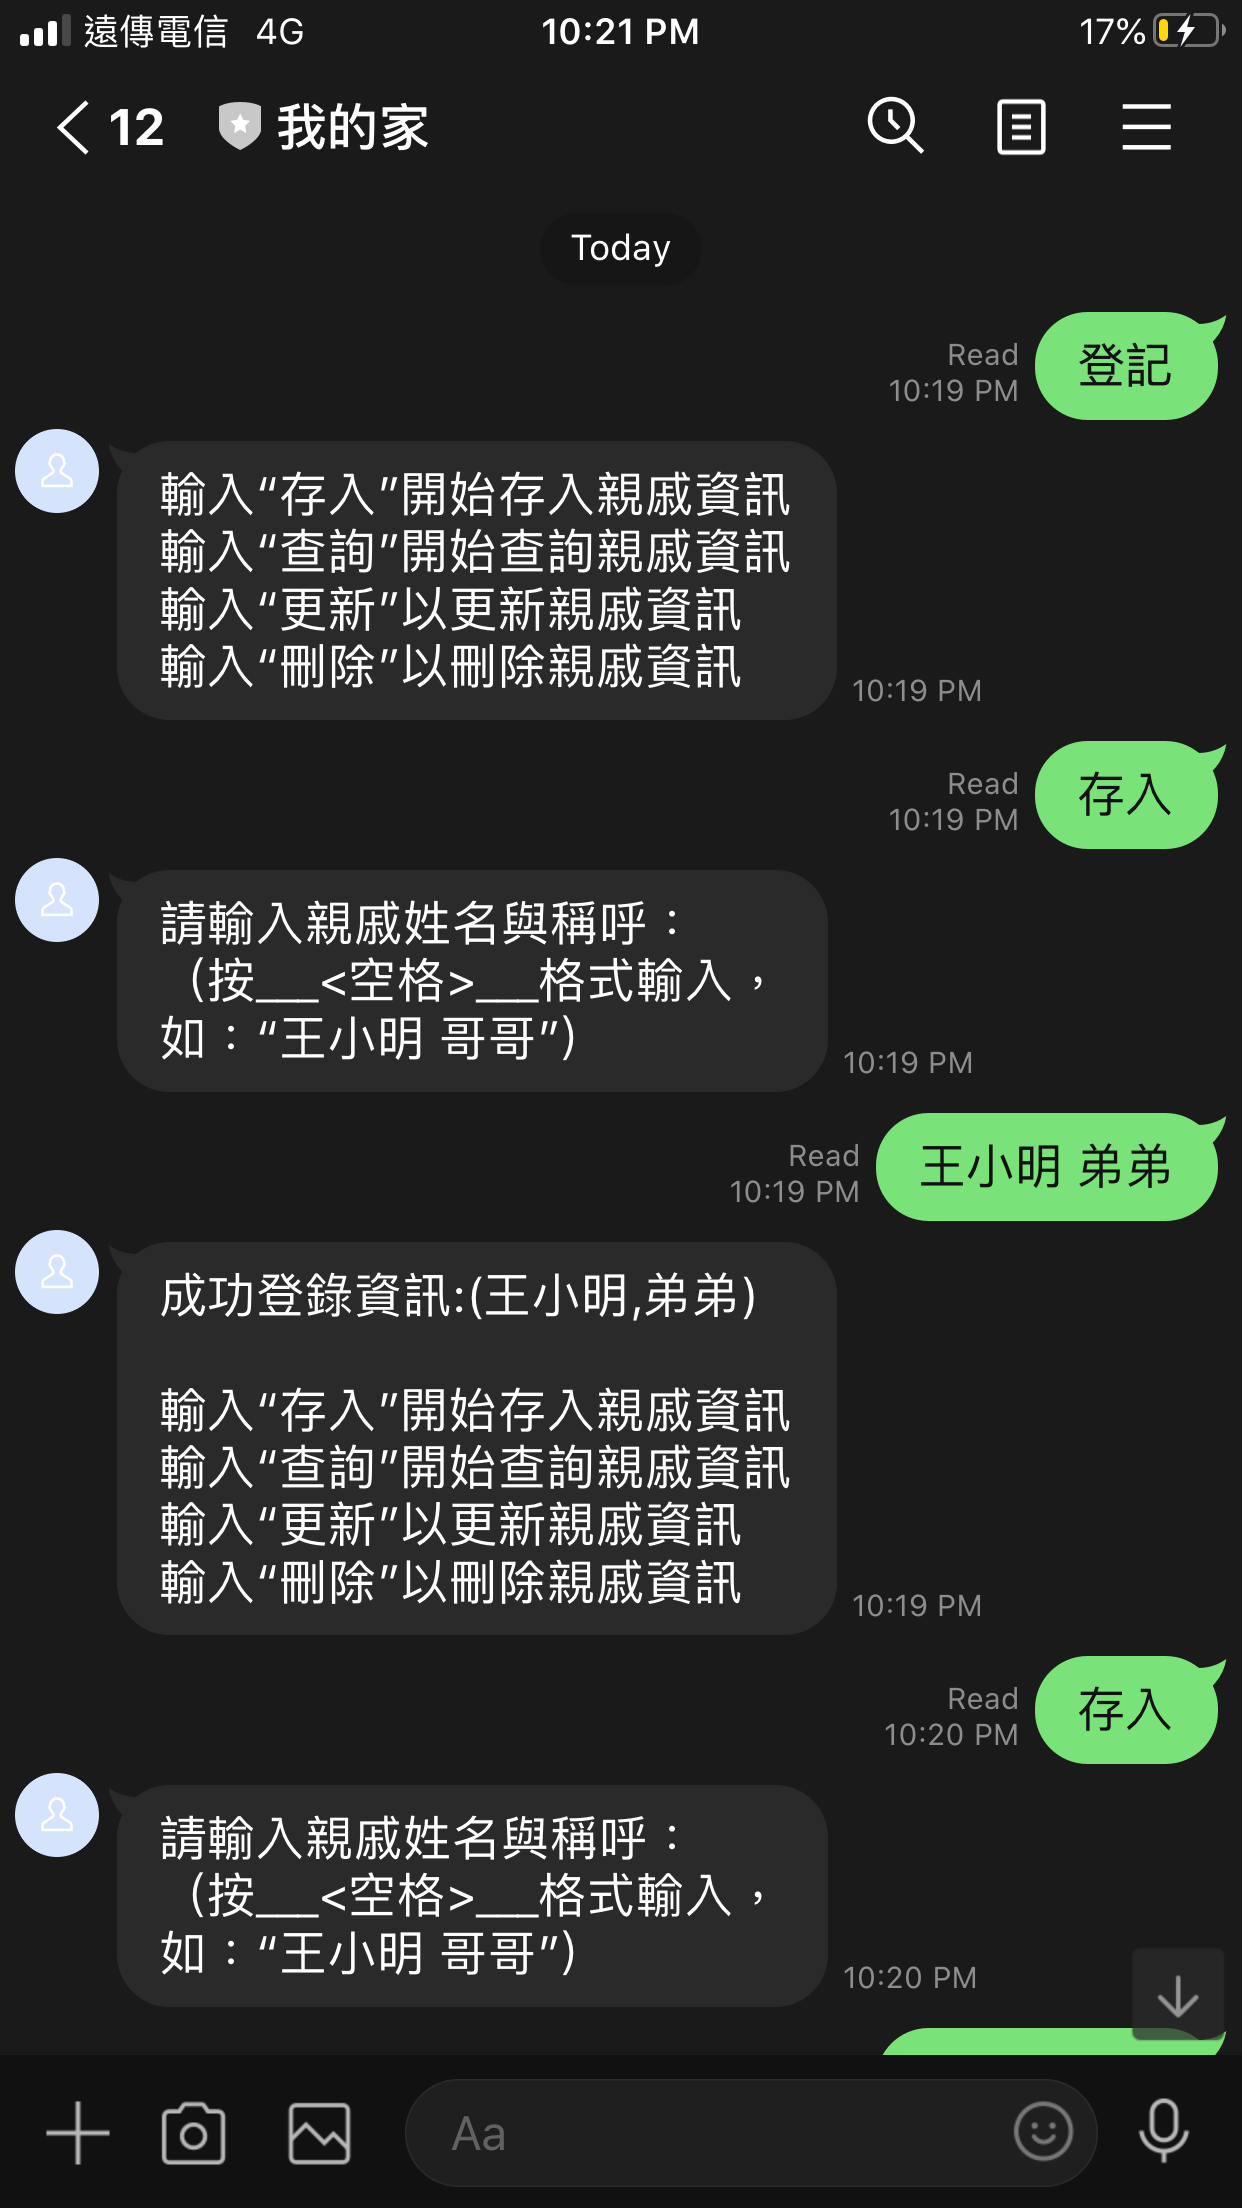 遠傳電信 4G 10:21 PM 17%
12 我的家
Today
登記
Read
10:19 PM
輸入“存入”開始存入親戚資訊
輸入“查詢”開始查詢親戚資訊
輸入“更新”以更新親戚資訊
輸入“刪除”以刪除親戚資訊
10:19 PM
存入
Read
10:19 PM
請輸入親戚姓名與稱呼：
（按___<空格>___格式輸入，
如：“王小明 哥哥”)
10:19 PM
王小明 弟弟
Read
10:19 PM
成功登錄資訊:(王小明,弟弟)
輸入“存入”開始存入親戚資訊
輸入“查詢”開始查詢親戚資訊
輸入“更新”以更新親戚資訊
輸入“刪除”以刪除親戚資訊
10:19 PM
存入
Read
10:20 PM
請輸入親戚姓名與稱呼：
（按___<空格>___格式輸入，
如：“王小明 哥哥”)
10:20 PM
Aa